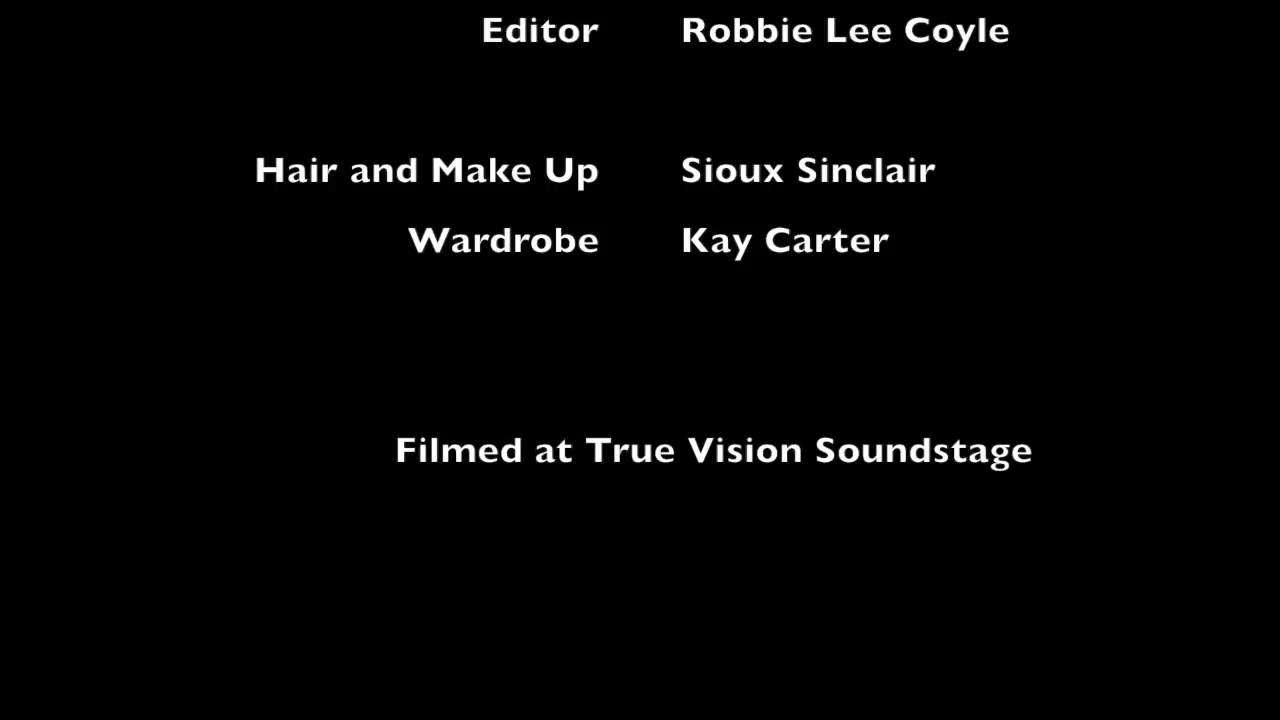 Editor Robbie Lee Coyle
Hair and Make Up Sioux Sinclair
Wardrobe Kay Carter
Filmed at True Vision Soundstage